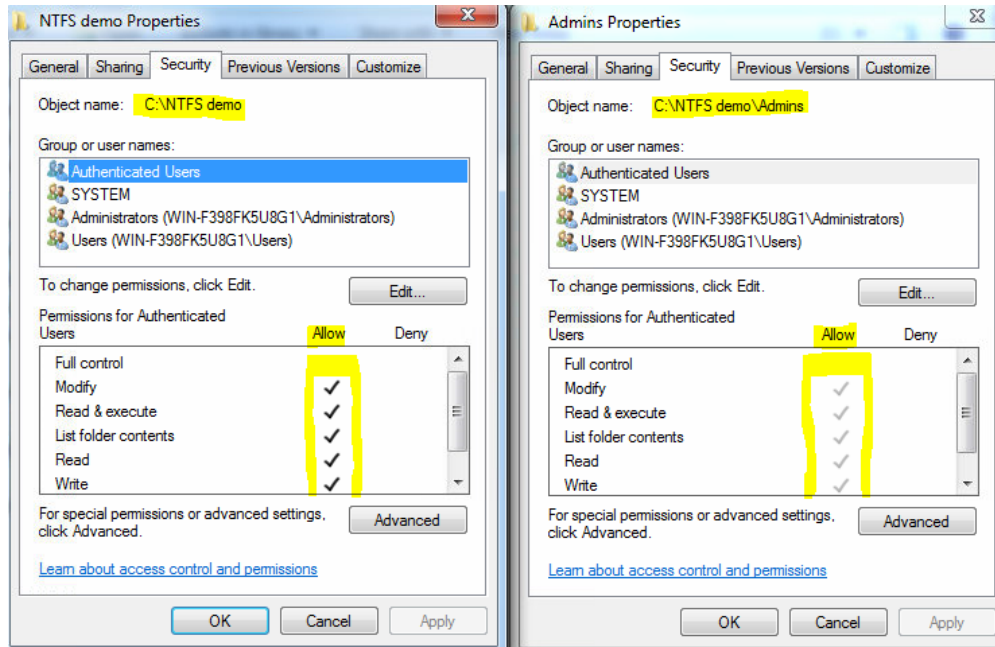 NTFS demo Properties
General Sharing Security Previous Versions Customize
Object name: C:\NTFS demo
Group or user names:
Authenticated Users
SYSTEM
Administrators (WIN-F398FK5U8G1\Administrators)
Users (WIN-F398FK5U8G1\Users)
To change permissions, click Edit.
Edit...
Permissions for Authenticated
Users Allow Deny
Full control
Modify
Read & execute
List folder contents
Read
Write
For special permissions or advanced settings,
click Advanced.
Advanced
Learn about access control and permissions
OK Cancel Apply
Admins Properties
General Sharing Security Previous Versions Customize
Object name: C:\NTFS demo\Admins
Group or user names:
Authenticated Users
SYSTEM
Administrators (WIN-F398FK5U8G1\Administrators)
Users (WIN-F398FK5U8G1\Users)
To change permissions, click Edit.
Edit...
Permissions for Authenticated
Users Allow Deny
Full control
Modify
Read & execute
List folder contents
Read
Write
For special permissions or advanced settings,
click Advanced.
Advanced
Learn about access control and permissions
OK Cancel Apply